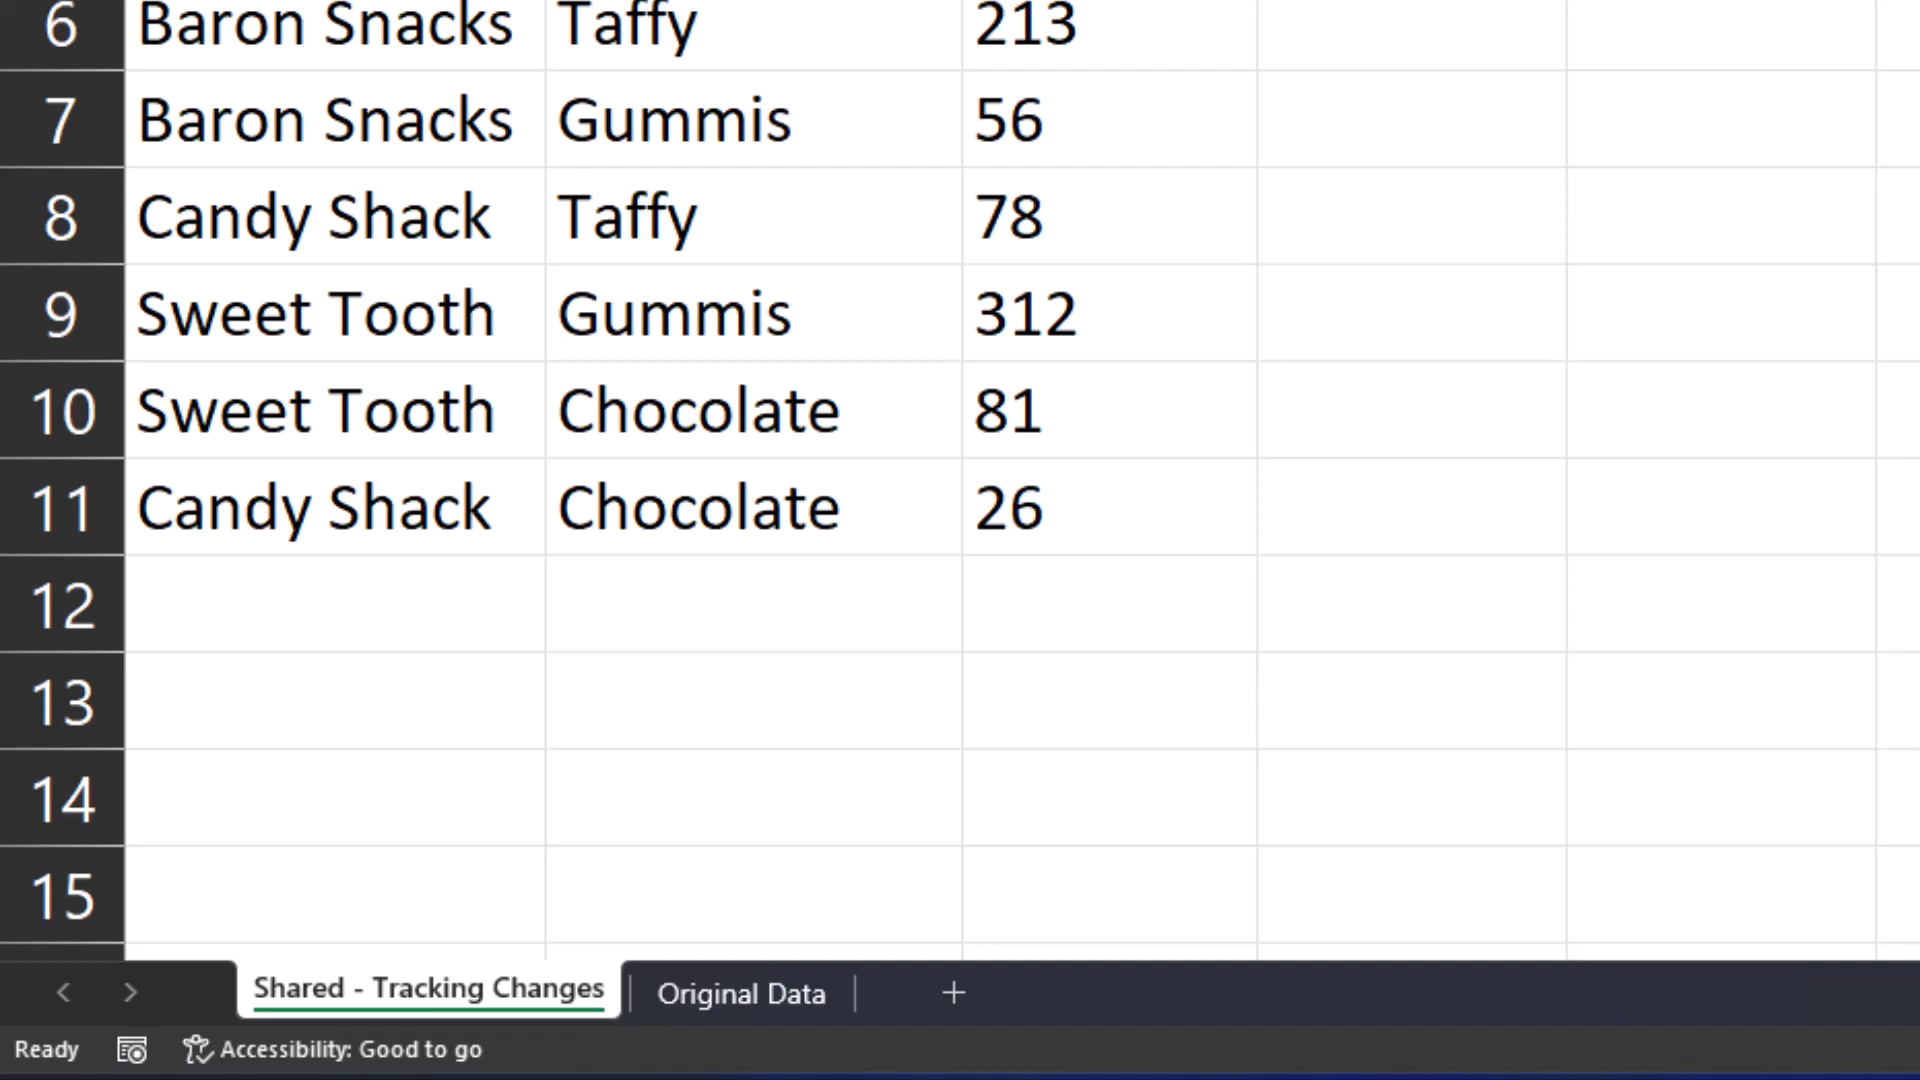 6 Baron Snacks Taffy 213
7 Baron Snacks Gummis 56
8 Candy Shack Taffy 78
9 Sweet Tooth Gummis 312
10 Sweet Tooth Chocolate 81
11 Candy Shack Chocolate 26
12
13
14
15
Shared - Tracking Changes Original Data
Ready Accessibility: Good to go